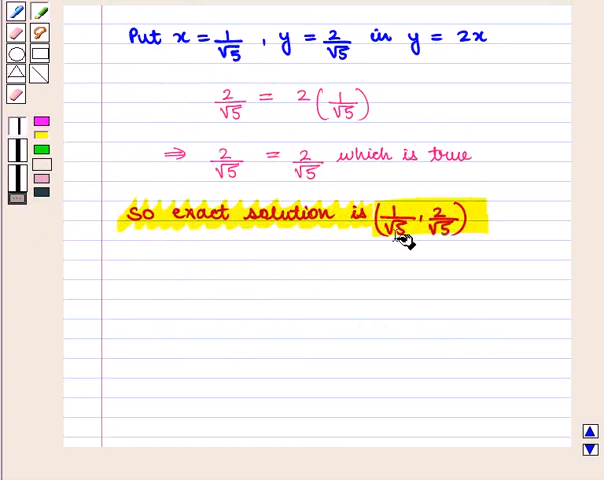 Put x = 1/√5 , y = 2/√5 in y = 2x
2/√5 = 2 (1/√5)
⇒ 2/√5 = 2/√5 which is true
So exact solution is (1/√5 , 2/√5)